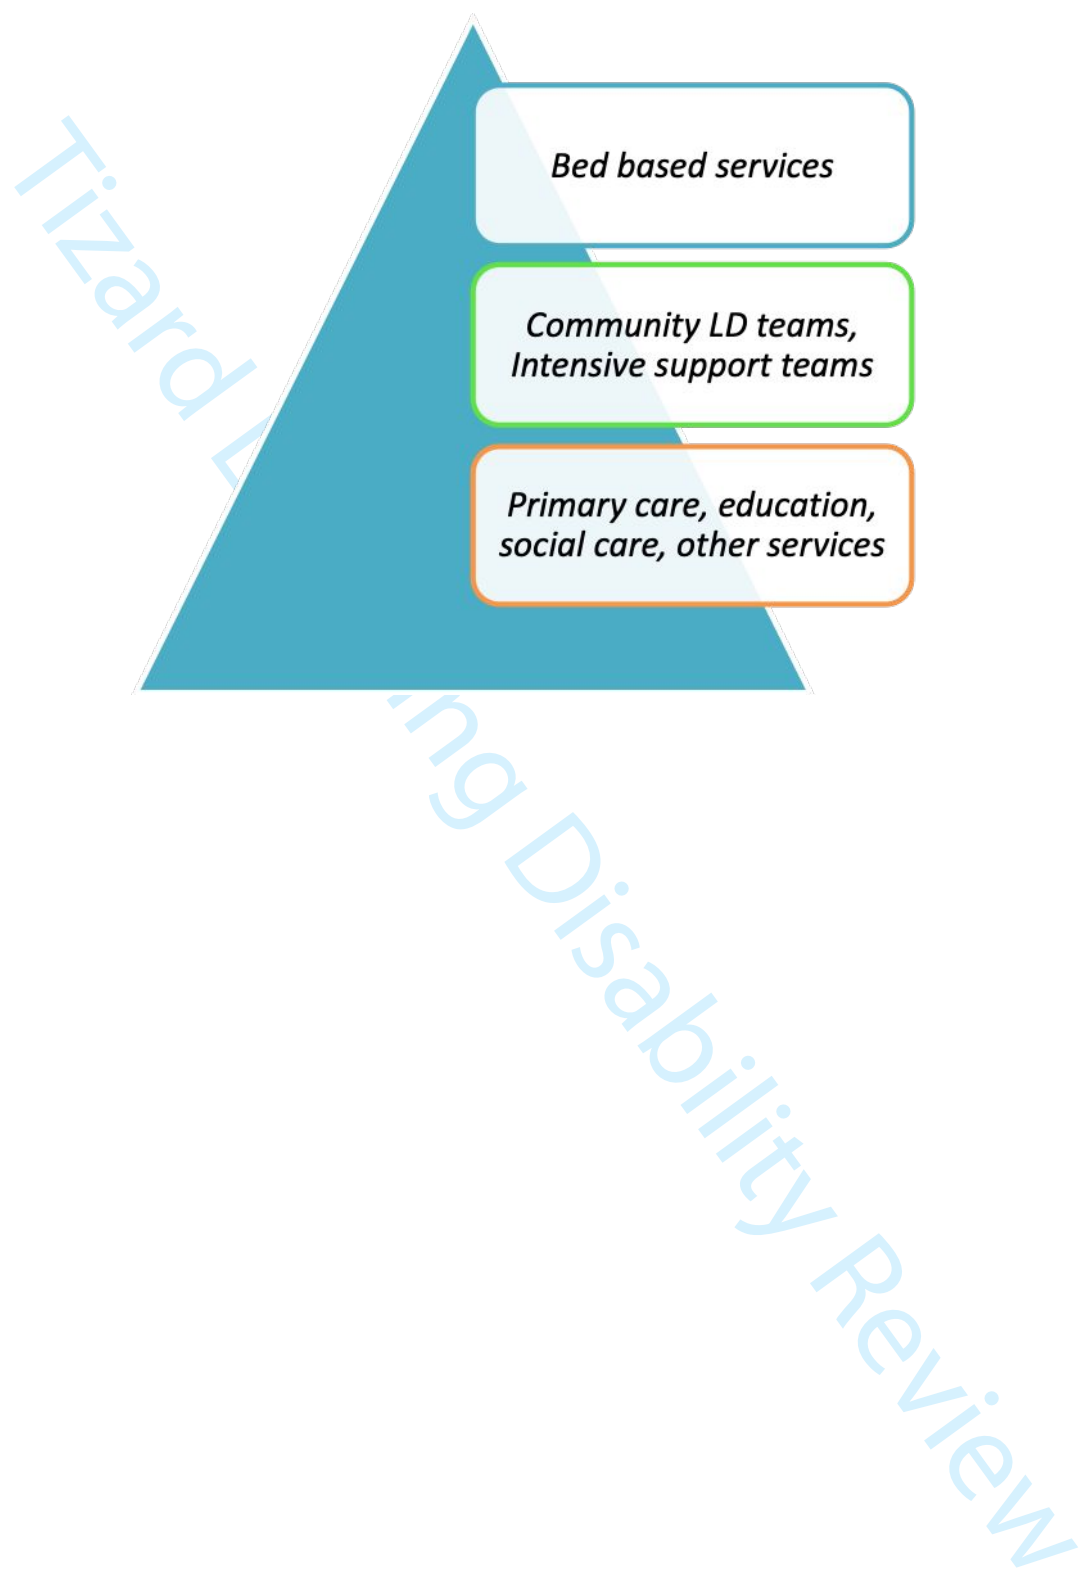 Bed based services
Community LD teams,
Intensive support teams
Primary care, education,
social care, other services
Tizard L ing Disability Review